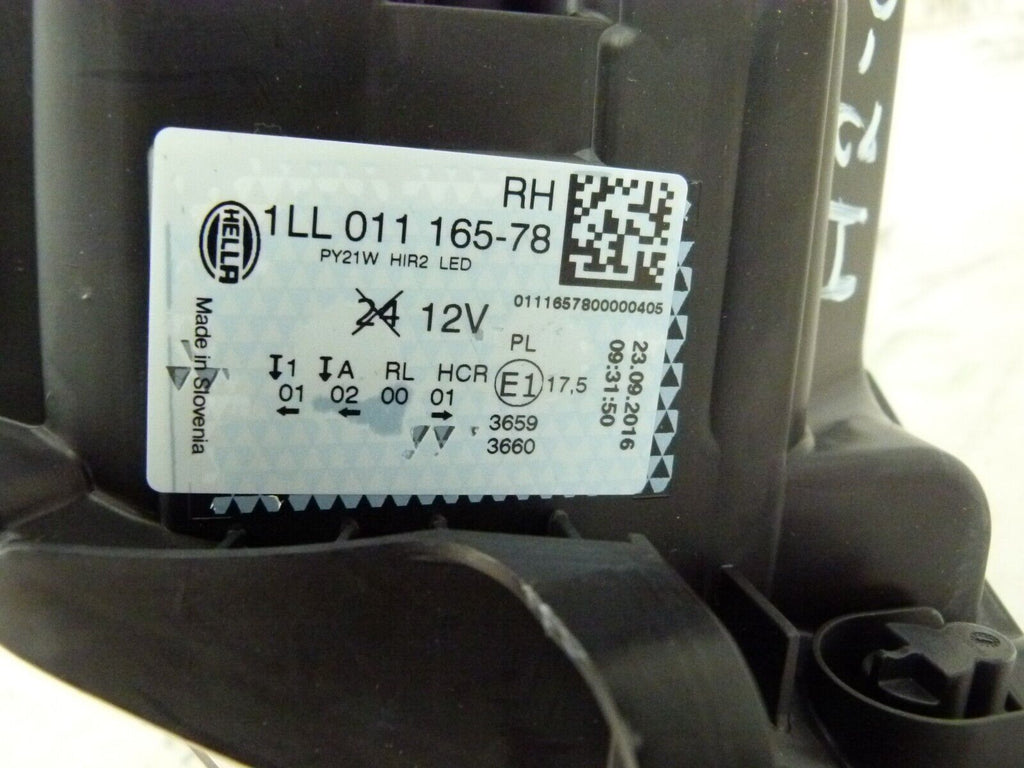 RH
HELLA
1LL 011 165-78
PY21W HIR2 LED
0111657800000405
24 12V
PL
1 A RL HCR E1 17,5
01 02 00 01
3659
3660
Made in Slovenia
23.09.2016
09:31:50